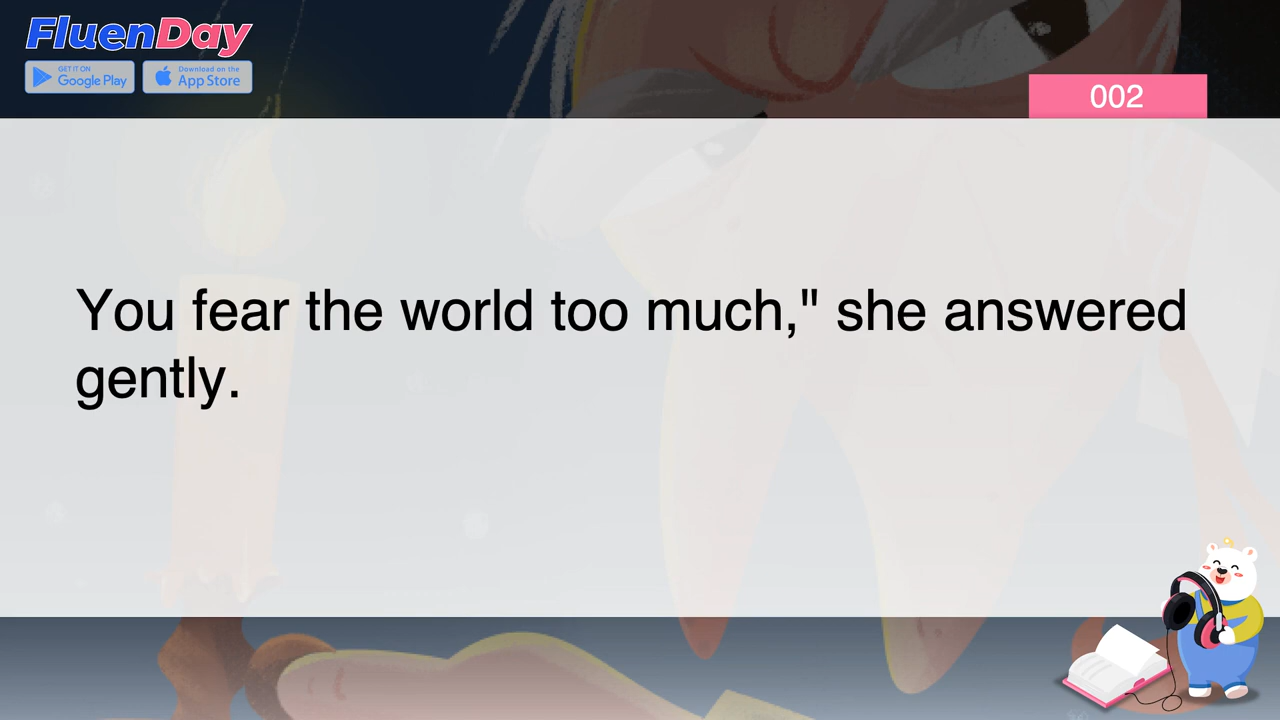 FluenDay
GET IT ON
Google Play
Download on the
App Store
002
You fear the world too much," she answered
gently.